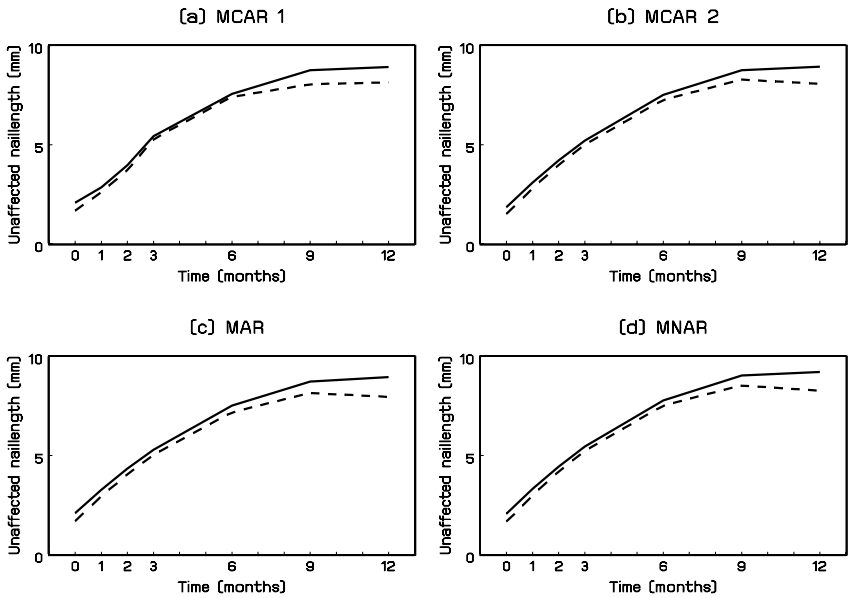 (a) MCAR 1
Unaffected naillength (mm)
10
5
0
0 1 2 3 6 9 12
Time (months)
(b) MCAR 2
Unaffected naillength (mm)
10
5
0
0 1 2 3 6 9 12
Time (months)
(c) MAR
Unaffected naillength (mm)
10
5
0
0 1 2 3 6 9 12
Time (months)
(d) MNAR
Unaffected naillength (mm)
10
5
0
0 1 2 3 6 9 12
Time (months)